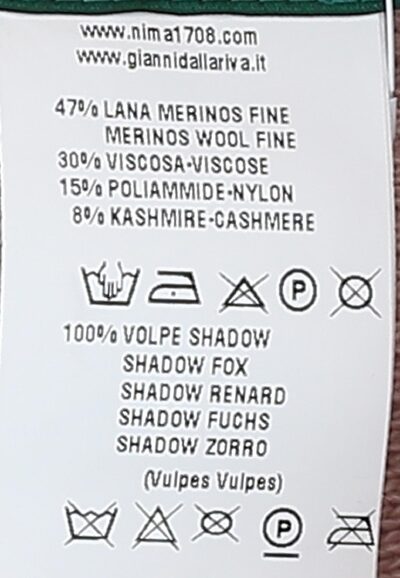 www.nima1708.com
www.giannidallariva.it
47% LANA MERINOS FINE
MERINOS WOOL FINE
30% VISCOSA-VISCOSE
15% POLIAMMIDE-NYLON
8% KASHMIRE-CASHMERE
P
100% VOLPE SHADOW
SHADOW FOX
SHADOW RENARD
SHADOW FUCHS
SHADOW ZORRO
(Vulpes Vulpes)
P